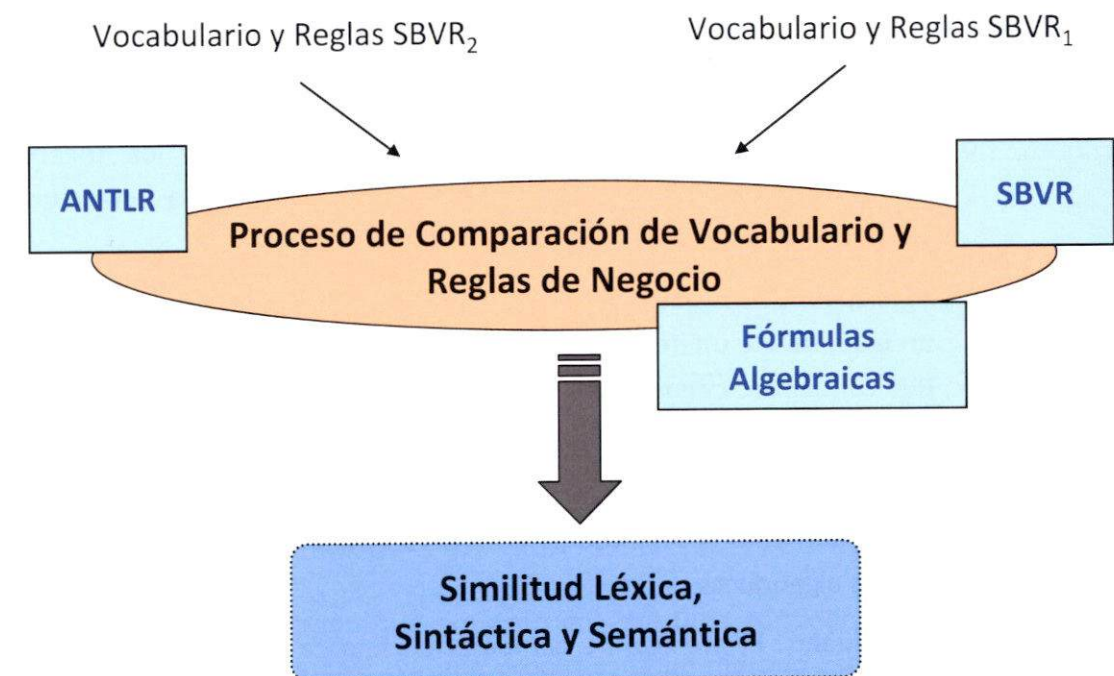 Vocabulario y Reglas SBVR₂
Vocabulario y Reglas SBVR₁
ANTLR
SBVR
Proceso de Comparación de Vocabulario y
Reglas de Negocio
Fórmulas
Algebraicas
Similitud Léxica,
Sintáctica y Semántica